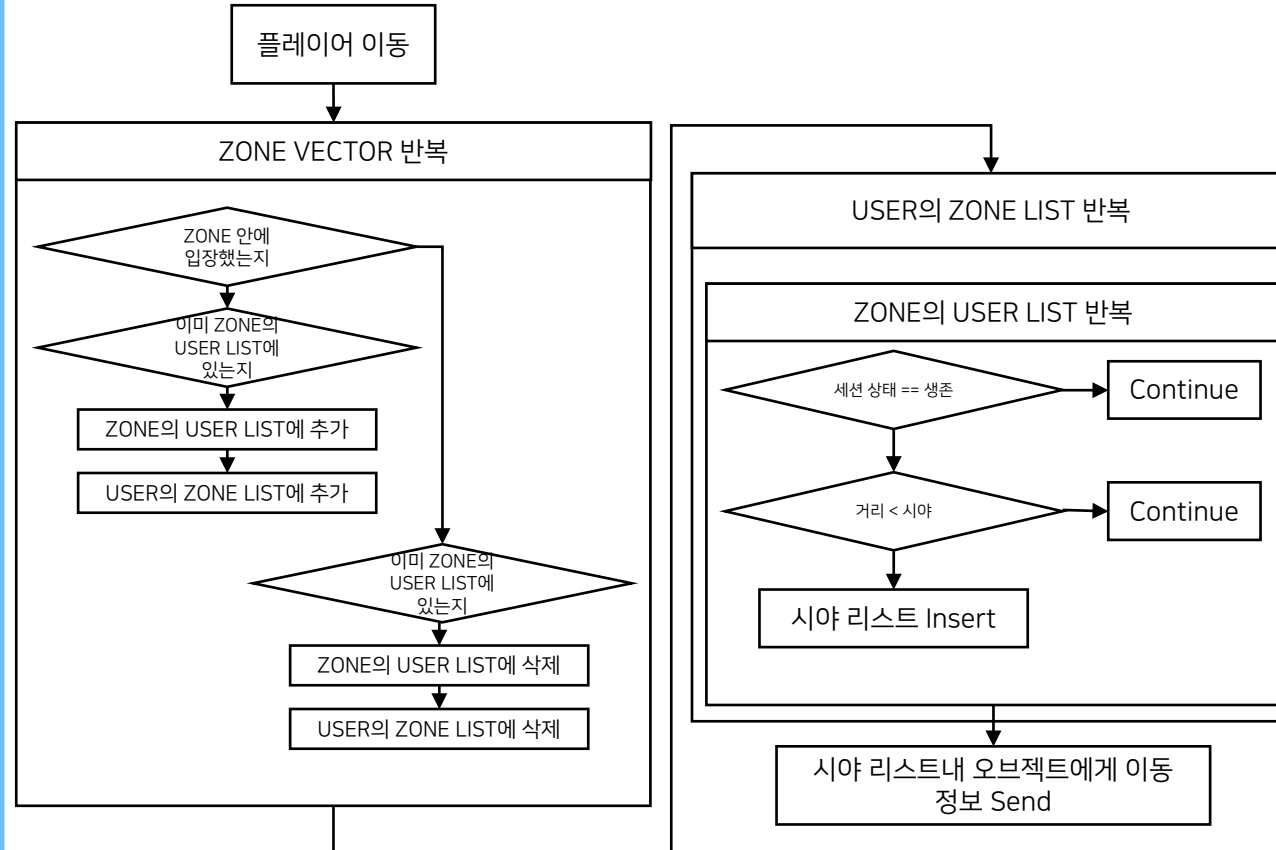 플레이어 이동
ZONE VECTOR 반복
ZONE 안에
입장했는지
이미 ZONE의
USER LIST에
있는지
ZONE의 USER LIST에 추가
USER의 ZONE LIST에 추가
이미 ZONE의
USER LIST에
있는지
ZONE의 USER LIST에 삭제
USER의 ZONE LIST에 삭제
USER의 ZONE LIST 반복
ZONE의 USER LIST 반복
세션 상태 == 생존
Continue
거리 < 시야
Continue
시야 리스트 Insert
시야 리스트내 오브젝트에게 이동
정보 Send